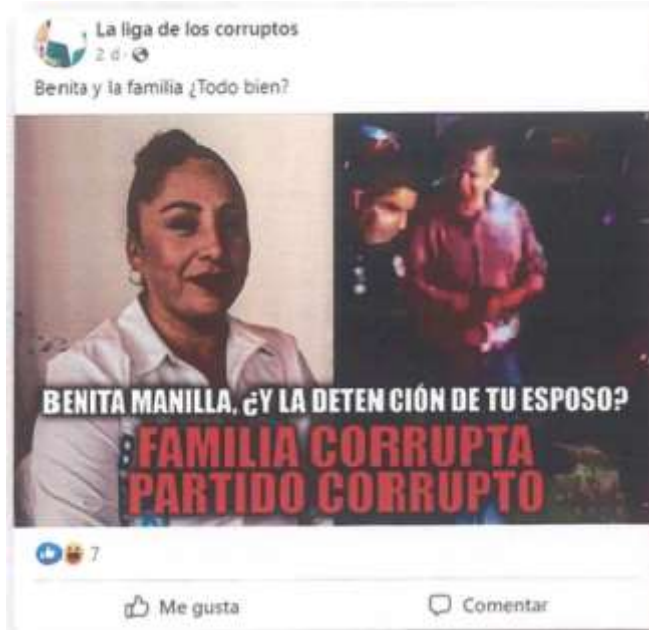 La liga de los corruptos
2 d ·
Benita y la familia ¿Todo bien?
BENITA MANILLA, ¿Y LA DETEN CIÓN DE TU ESPOSO?
FAMILIA CORRUPTA
PARTIDO CORRUPTO
7
Me gusta
Comentar